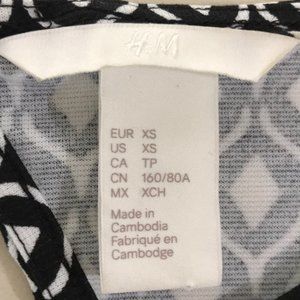 H&M
EUR XS
US XS
CA TP
CN 160/80A
MX XCH
Made in
Cambodia
Fabriqué en
Cambodge